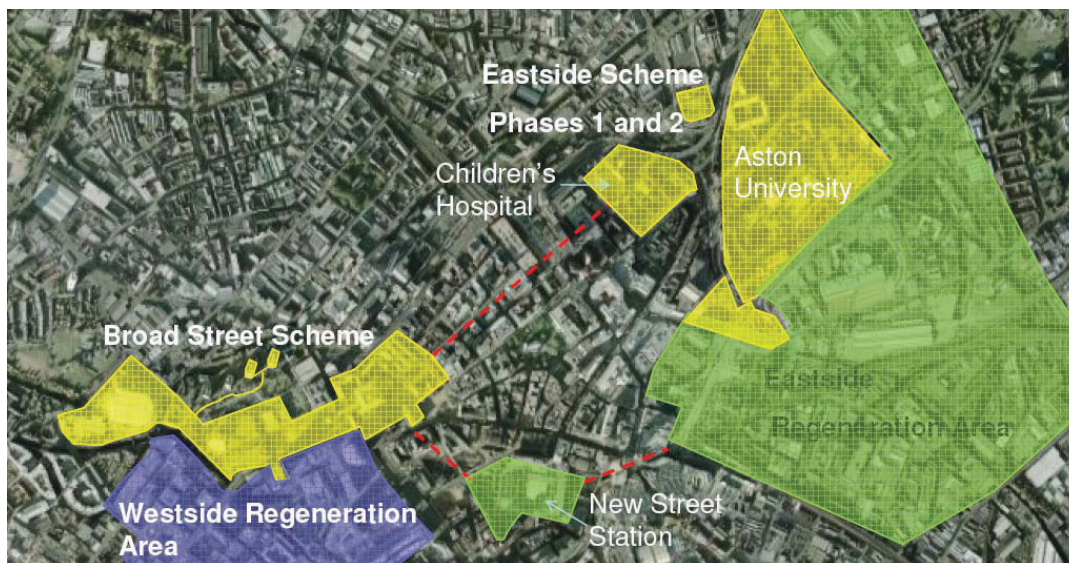 Eastside Scheme
Phases 1 and 2
Children's
Hospital
Aston
University
Broad Street Scheme
Eastside
Regeneration Area
Westside Regeneration
Area
New Street
Station